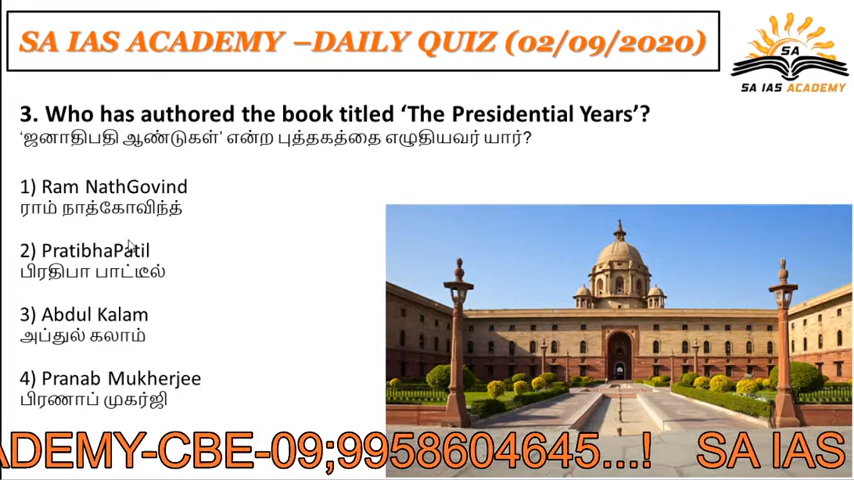 SA IAS ACADEMY –DAILY QUIZ (02/09/2020)
SA
SA IAS ACADEMY
3. Who has authored the book titled ‘The Presidential Years’?
‘ஜனாதிபதி ஆண்டுகள்’ என்ற புத்தகத்தை எழுதியவர் யார்?
1) Ram NathGovind
ராம் நாத்கோவிந்த்
2) PratibhaPatil
பிரதிபா பாட்டீல்
3) Abdul Kalam
அப்துல் கலாம்
4) Pranab Mukherjee
பிரணாப் முகர்ஜி
ADEMY-CBE-09;9958604645...! SA IAS